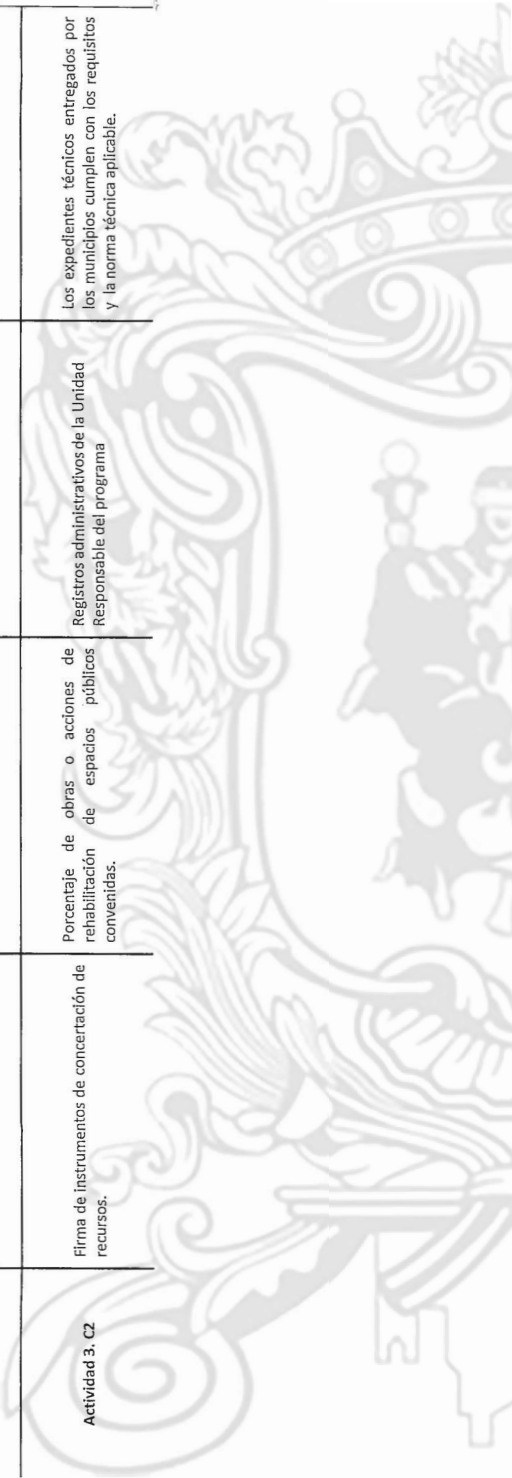 Actividad 3. C2
Firma de instrumentos de concertación de
recursos.
Porcentaje de obras o acciones de
rehabilitación de espacios públicos
convenidas.
Registros administrativos de la Unidad
Responsable del programa
Los expedientes técnicos entregados por
los municipios cumplen con los requisitos
y la norma técnica aplicable.